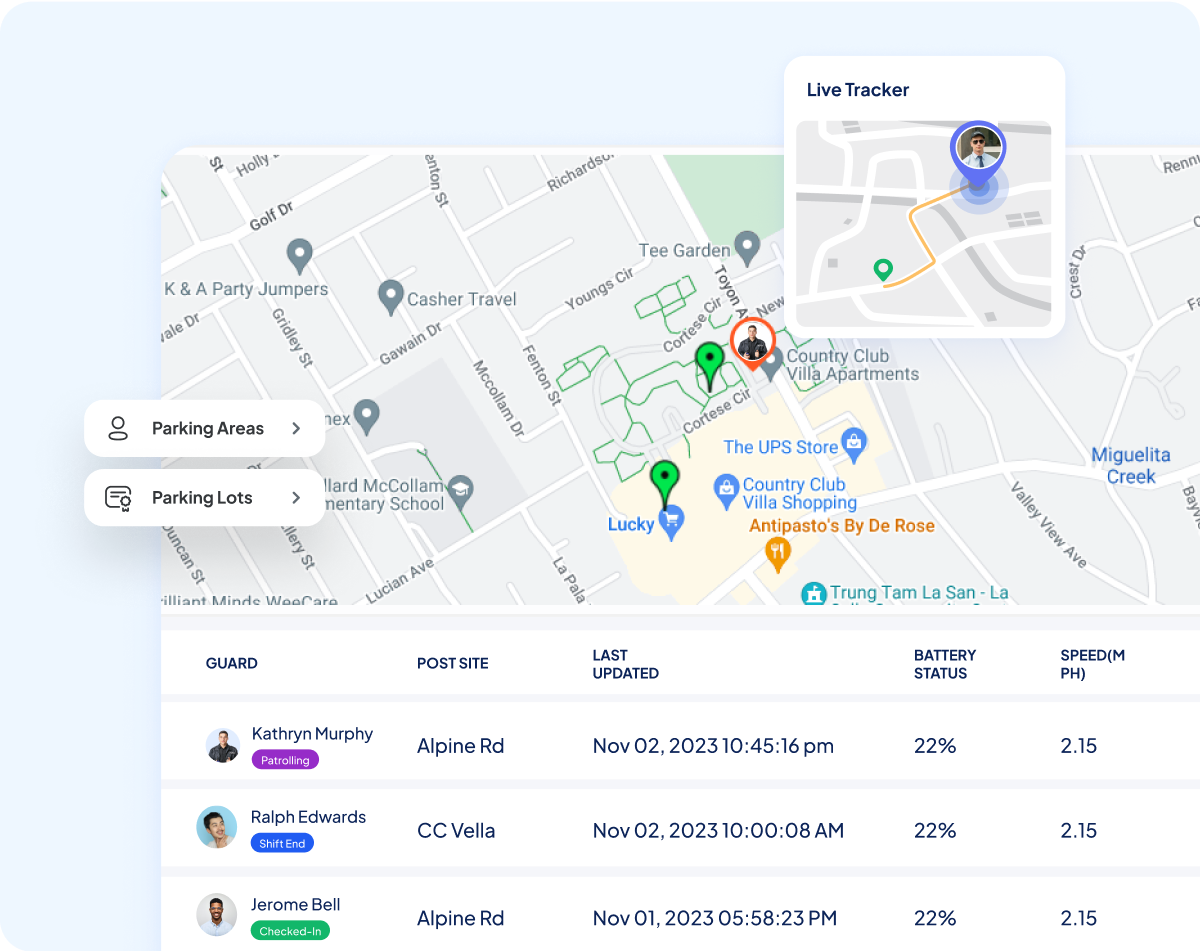 Live Tracker
St
Holly
Golf Dr
enton St
Richardso
Renn
Tee Garden
Toyon A
Crest Dr
K & A Party Jumpers
Casher Travel
Youngs Cir
New
vale Dr
Gridley St
Gawain Dr
Cortese Cir
Fenton St
Mccollam Dr
Country Club
Villa Apartments
Cortese Cir
nex
Parking Areas
The UPS Store
Miguelita
Creek
Dr
Parking Lots
llard McCollam
mentary School
Country Club
Villa Shopping
Lucky
Antipasto's By De Rose
Valley View Ave
Bayv
Duncan St
llery St
Lucian Ave
La Pala
rilliant Minds WeeCare
Trung Tam La San - La
GUARD
POST SITE
LAST
UPDATED
BATTERY
STATUS
SPEED(M
PH)
Kathryn Murphy
Patrolling
Alpine Rd
Nov 02, 2023 10:45:16 pm
22%
2.15
Ralph Edwards
Shift End
CC Vella
Nov 02, 2023 10:00:08 AM
22%
2.15
Jerome Bell
Checked-In
Alpine Rd
Nov 01, 2023 05:58:23 PM
22%
2.15